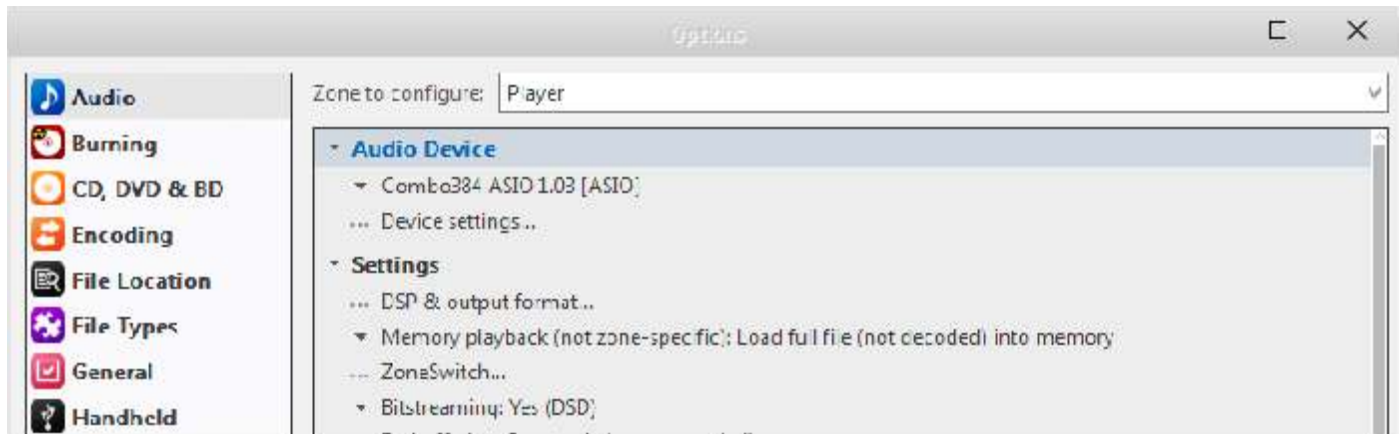 Options
Audio
Burning
CD, DVD & BD
Encoding
File Location
File Types
General
Handheld
Zone to configure: Player
Audio Device
Combo384 ASIO 1.03 [ASIO]
... Device settings...
Settings
... DSP & output format...
Memory playback (not zone-specific): Load full file (not decoded) into memory
... ZoneSwitch...
Bitstreaming: Yes (DSD)